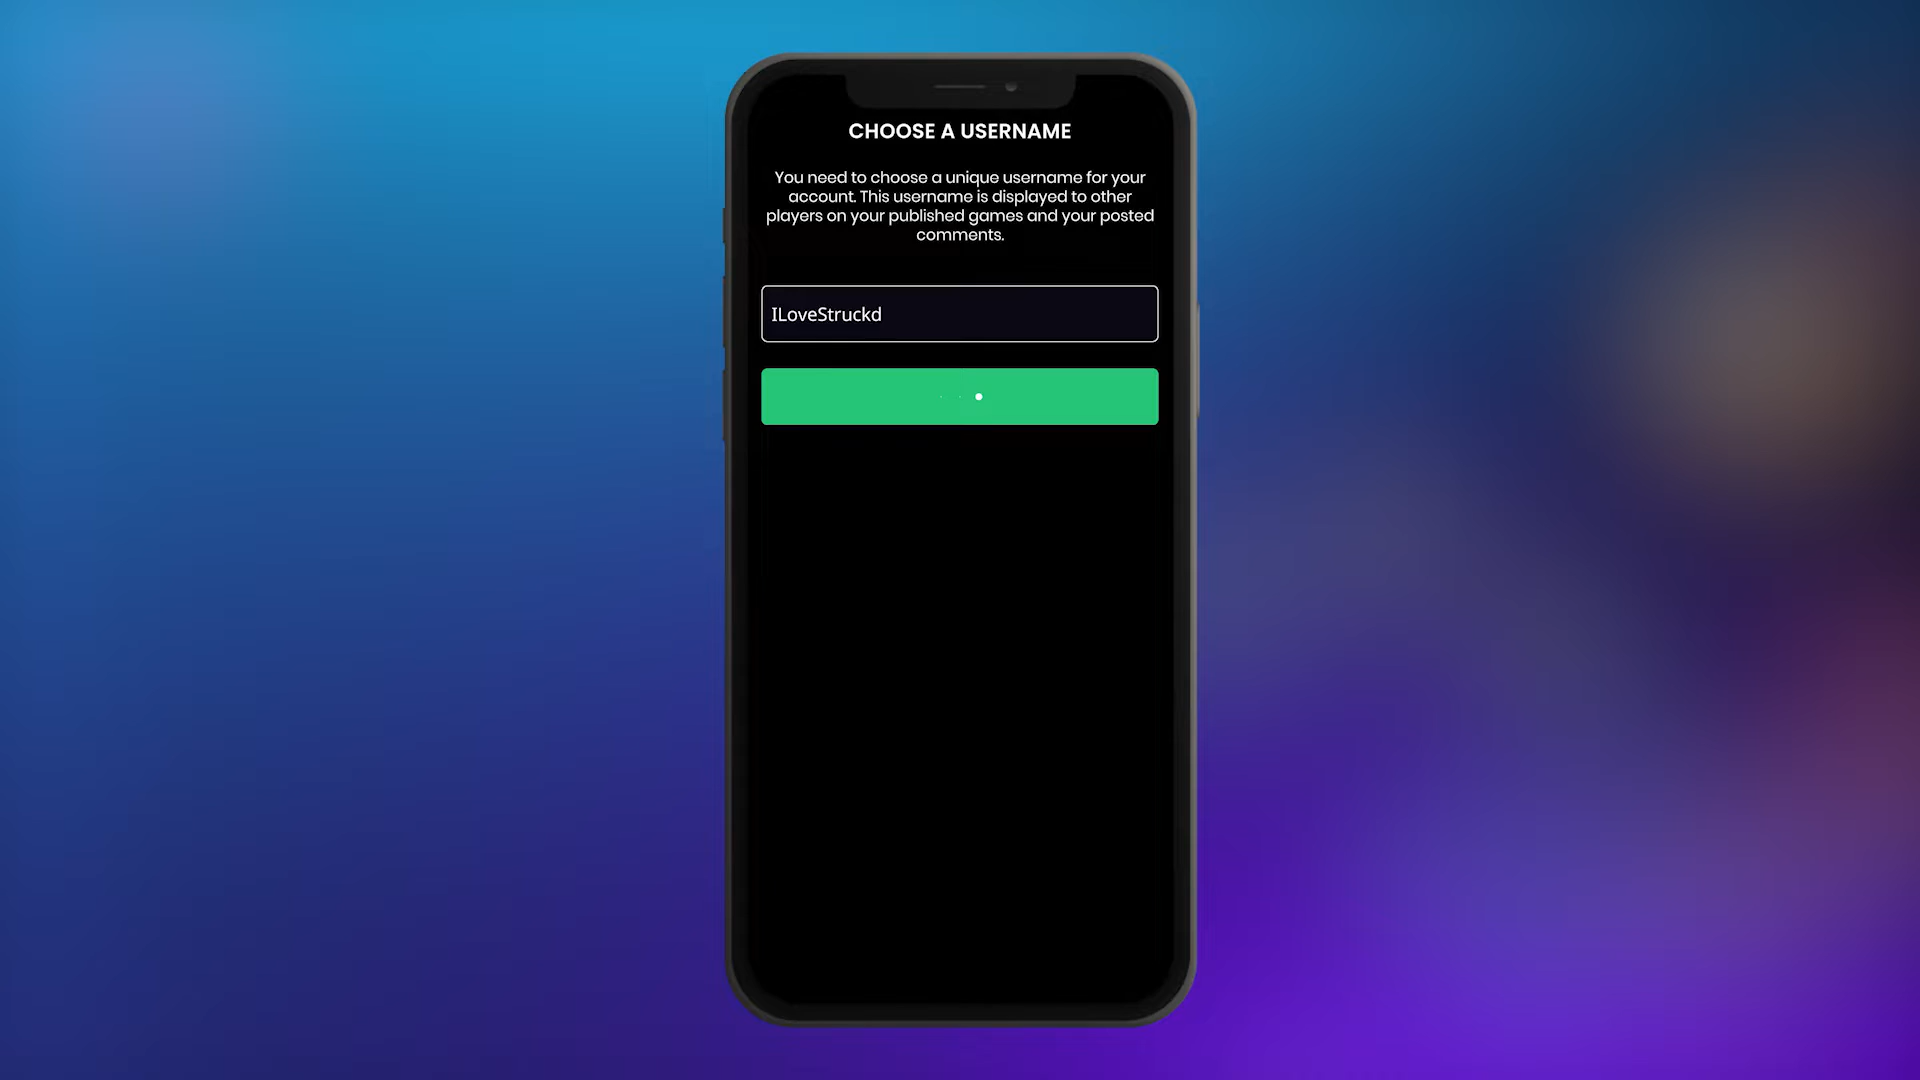 CHOOSE A USERNAME
You need to choose a unique username for your
account. This username is displayed to other
players on your published games and your posted
comments.
ILoveStruckd